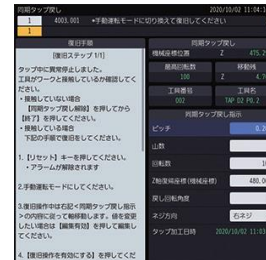 同期タップ戻し
2020/10/02 11:04:1
1
4003.001 *手動運転モードに切り換えて復旧してください
1
復旧手順
[復旧ステップ 1/1]
タップ中に異常停止しました。
工具がワークと接触しているか確認してく
ださい。
・接触していない場合
【同期タップ戻し解除】を押してから
【終了】を押してください。
・接触している場合
下記の手順で復旧をしてください。
1.【リセット】キーを押してください。
・アラームが解除されます
2.手動運転モードにしてください。
3.復旧操作中は右記<同期タップ戻し指示
>の内容に従って軸移動します。値を変更
したい場合は【編集有効】を押して編集し
てください。
4.【復旧操作を有効にする】を押してくだ
同期タップ戻し
機械座標位置 Z 475.2
最高回転数 移動残
100 Z 4.7
工具番号 工具名
002 TAP D2 P0.2
同期タップ戻し指示
ピッチ 0.2
山数
回転数 10
Z軸復帰座標(機械座標) 480.00
戻し回転角度
ネジ方向 右ネジ
タップ加工日時 2020/10/02 11:03: